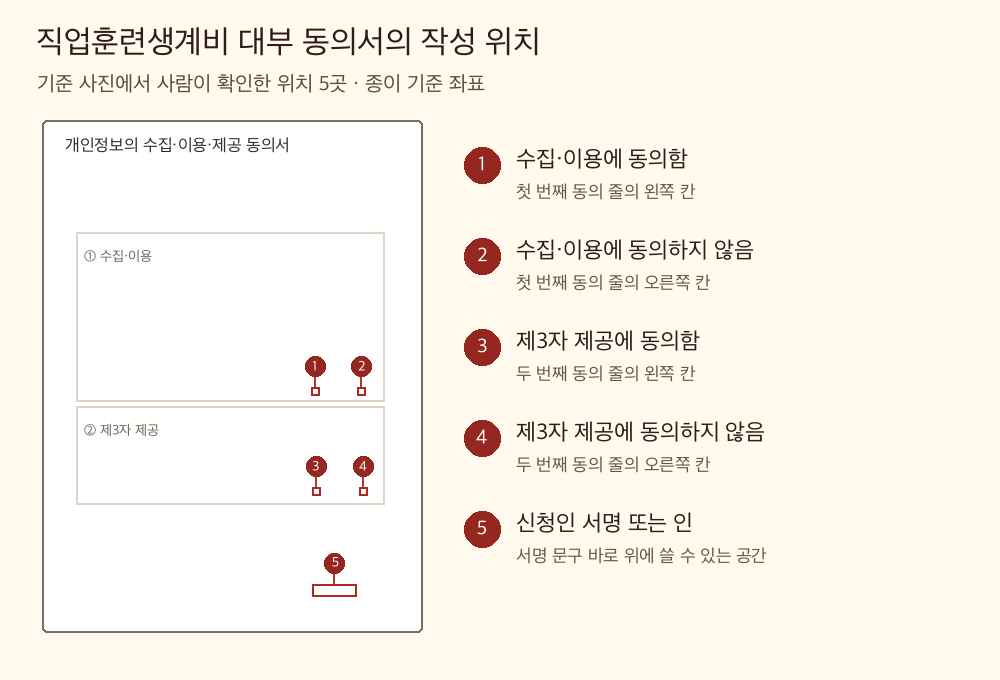 직업훈련생계비 대부 동의서의 작성 위치
기준 사진에서 사람이 확인한 위치 5곳 · 종이 기준 좌표
개인정보의 수집·이용·제공 동의서
① 수집·이용
1 2
② 제3자 제공
3 4
5
1 수집·이용에 동의함
첫 번째 동의 줄의 왼쪽 칸
2 수집·이용에 동의하지 않음
첫 번째 동의 줄의 오른쪽 칸
3 제3자 제공에 동의함
두 번째 동의 줄의 왼쪽 칸
4 제3자 제공에 동의하지 않음
두 번째 동의 줄의 오른쪽 칸
5 신청인 서명 또는 인
서명 문구 바로 위에 쓸 수 있는 공간